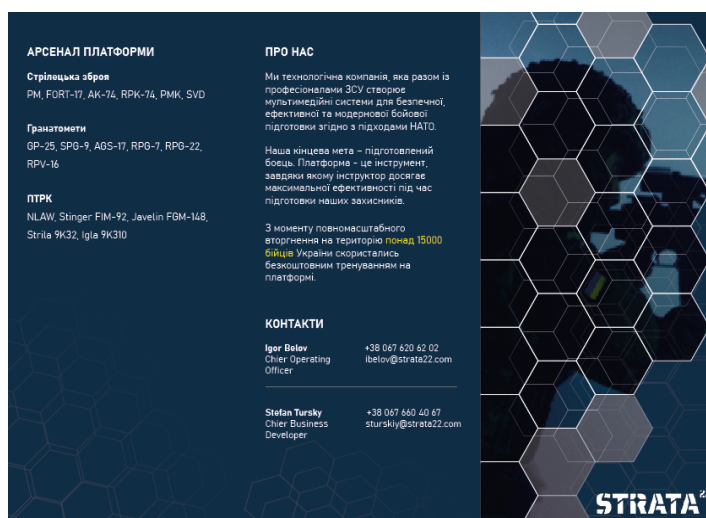 АРСЕНАЛ ПЛАТФОРМИ
Стрілецька зброя
PM, FORT-17, AK-74, RPK-74, PMK, SVD
Гранатомети
GP-25, SPG-9, AGS-17, RPG-7, RPG-22,
RPV-16
ПТРК
NLAW, Stinger FIM-92, Javelin FGM-148,
Strila 9K32, Igla 9K310
ПРО НАС
Ми технологічна компанія, яка разом із
професіоналами ЗСУ створює
мультимедійні системи для безпечної,
ефективної та модернової бойової
підготовки згідно з підходами НАТО.
Наша кінцева мета – підготовлений
боєць. Платформа – це інструмент,
завдяки якому інструктор досягає
максимальної ефективності під час
підготовки наших захисників.
З моменту повномасштабного
вторгнення на територію понад 15000
бійців України скористались
безкоштовним тренуванням на
платформі.
КОНТАКТИ
Igor Belov
Chier Operating
Officer
+38 067 620 62 02
ibelov@strata22.com
Stefan Tursky
Chier Business
Developer
+38 067 660 40 67
sturskiy@strata22.com
STRATA